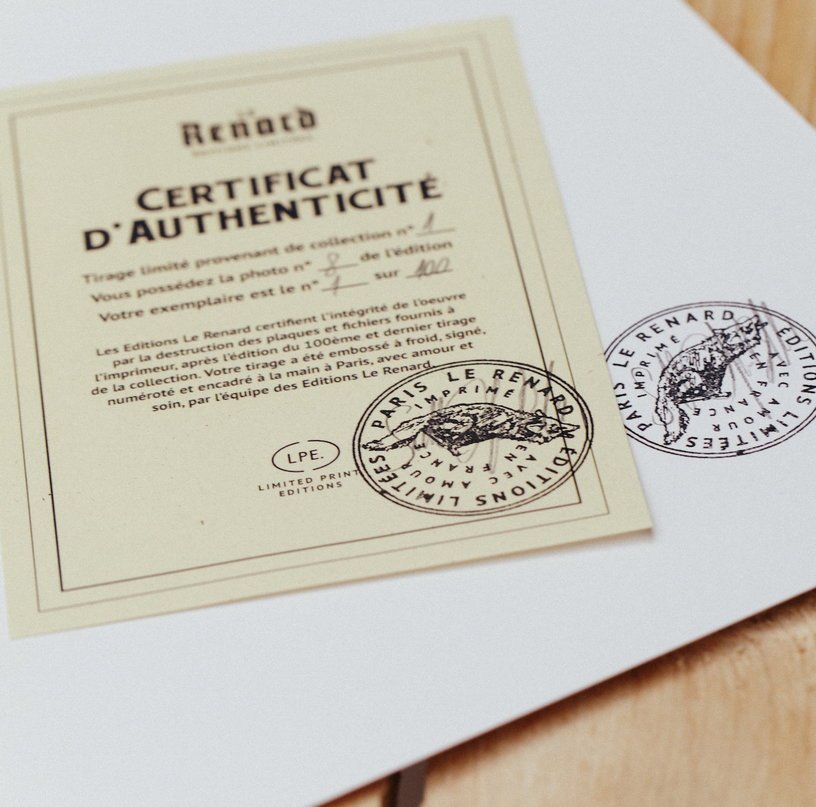 Le
Renard
CERTIFICAT
D'AUTHENTICITÉ
Tirage limité provenant de collection n° 1
Vous possédez la photo n° 8 de l'édition
Votre exemplaire est le n° 1 sur 100
Les Editions Le Renard certifient l'intégrité de l'oeuvre
par la destruction des plaques et fichiers fournis à
l'imprimeur, après l'édition du 100ème et dernier tirage
de la collection. Votre tirage a été embossé à froid, signé,
numéroté et encadré à la main à Paris, avec amour et
soin, par l'équipe des Editions Le Renard.
LPE.
LIMITED PRINT
EDITIONS
PARIS LE RENARD ÉDITIONS LIMITÉES
IMPRIMÉ EN FRANCE AVEC AMOUR
PARIS LE RENARD ÉDITIONS LIMITÉES
IMPRIMÉ EN FRANCE AVEC AMOUR